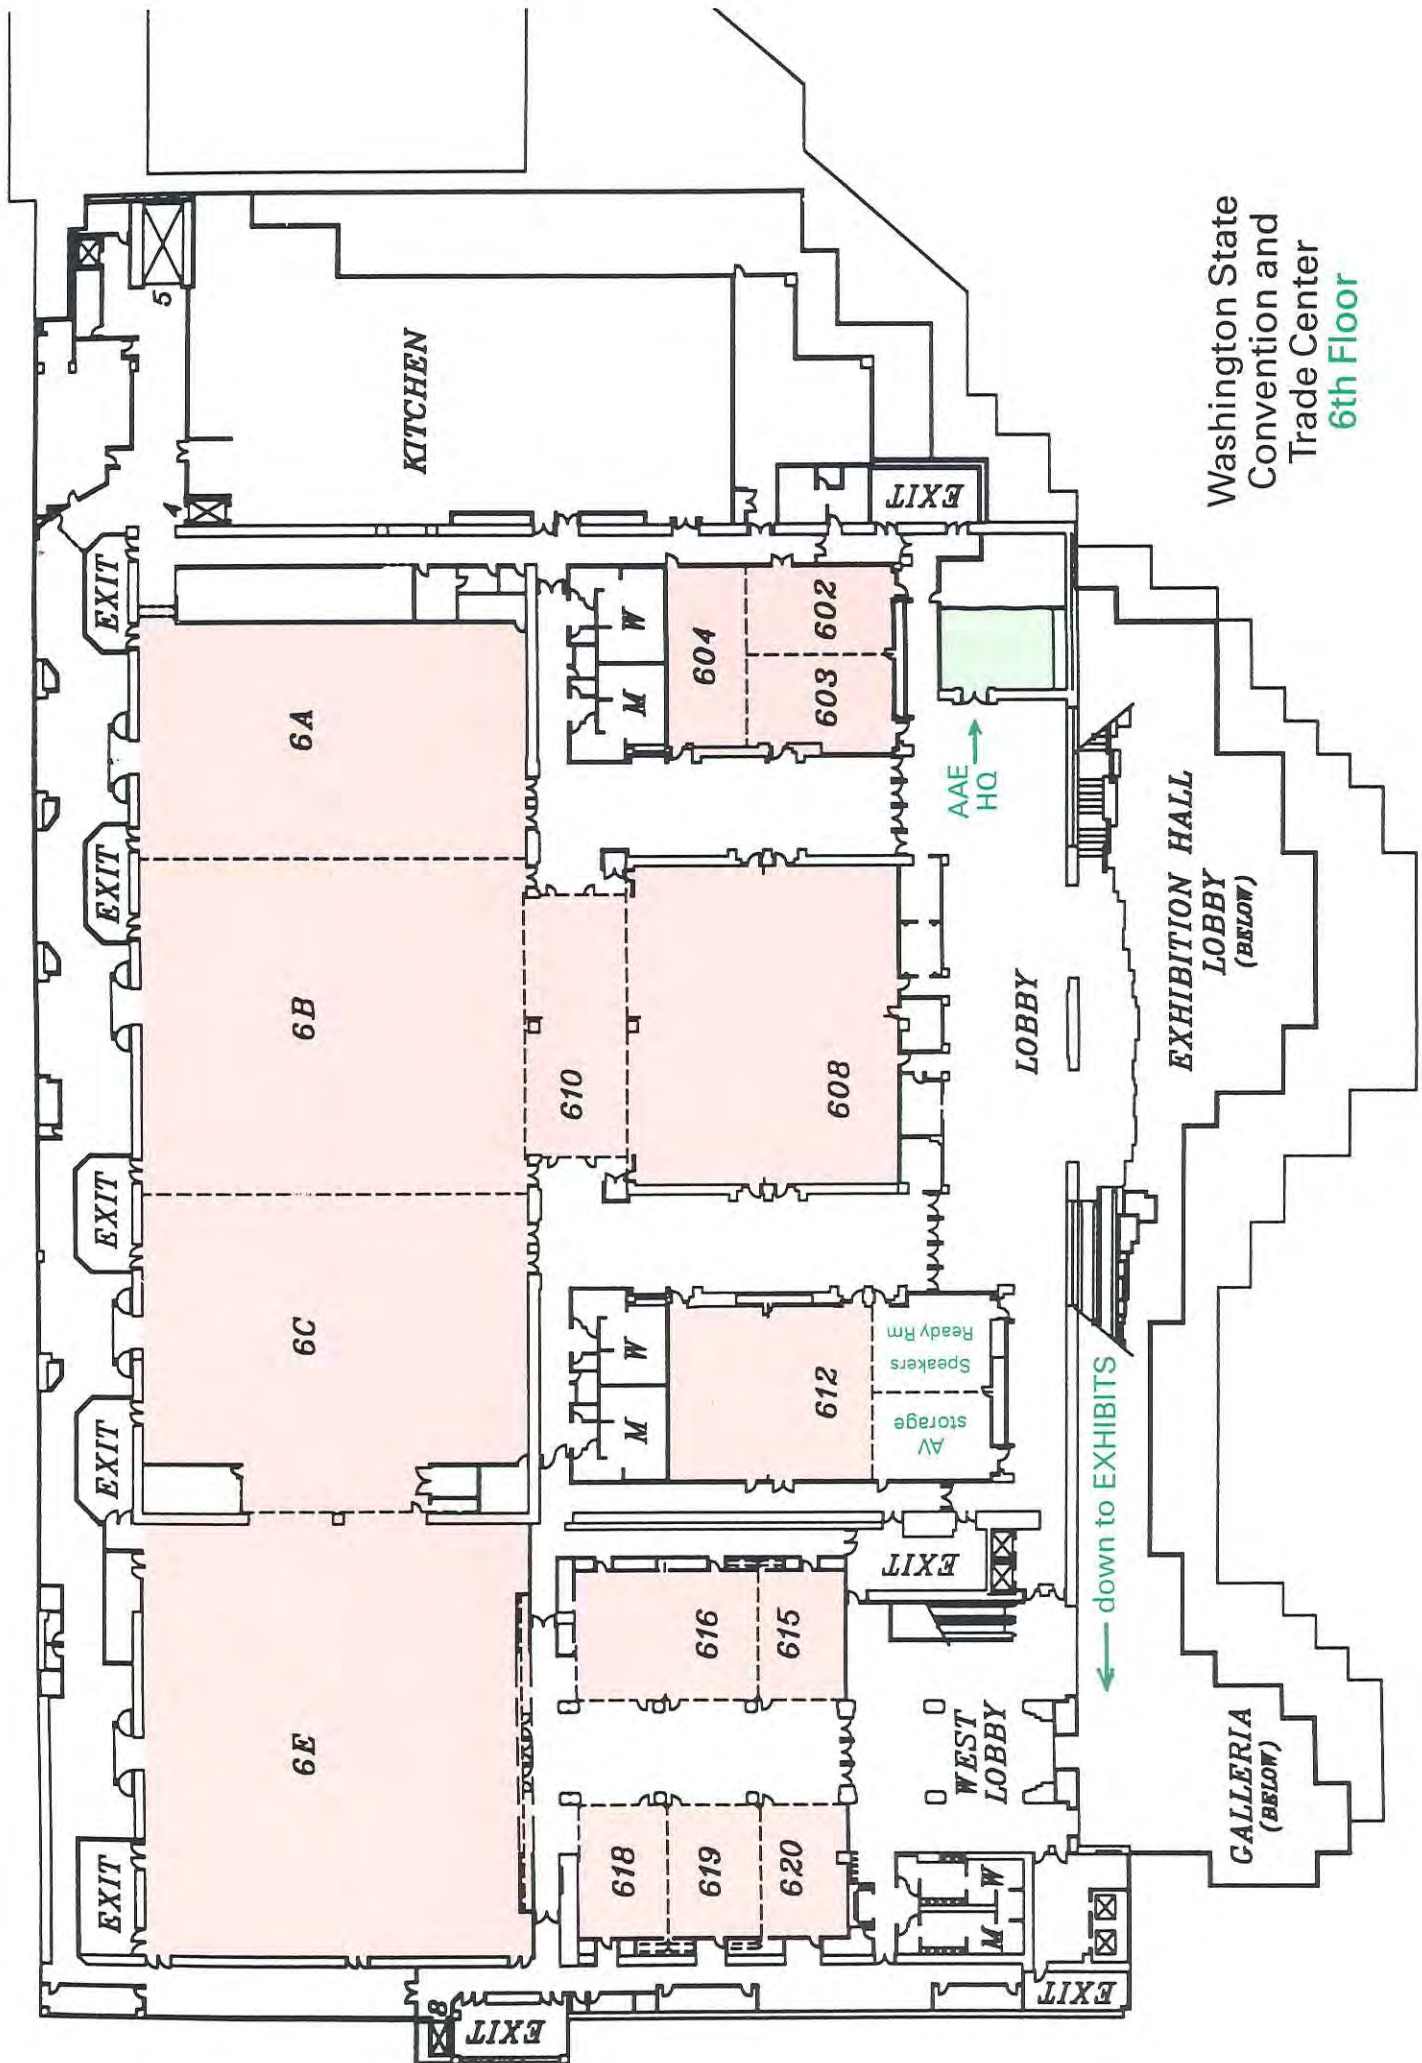 EXIT
EXIT
EXIT
EXIT
EXIT
6E
6C
6B
6A
5
4
KITCHEN
8
EXIT
618
619
620
616
615
M
W
612
AV
storage
Speakers
Ready Rm
610
608
M
W
604
603
602
EXIT
EXIT
M
W
EXIT
WEST
LOBBY
LOBBY
AAE
HQ
down to EXHIBITS
GALLERIA
(BELOW)
EXHIBITION HALL
LOBBY
(BELOW)
Washington State
Convention and
Trade Center
6th Floor